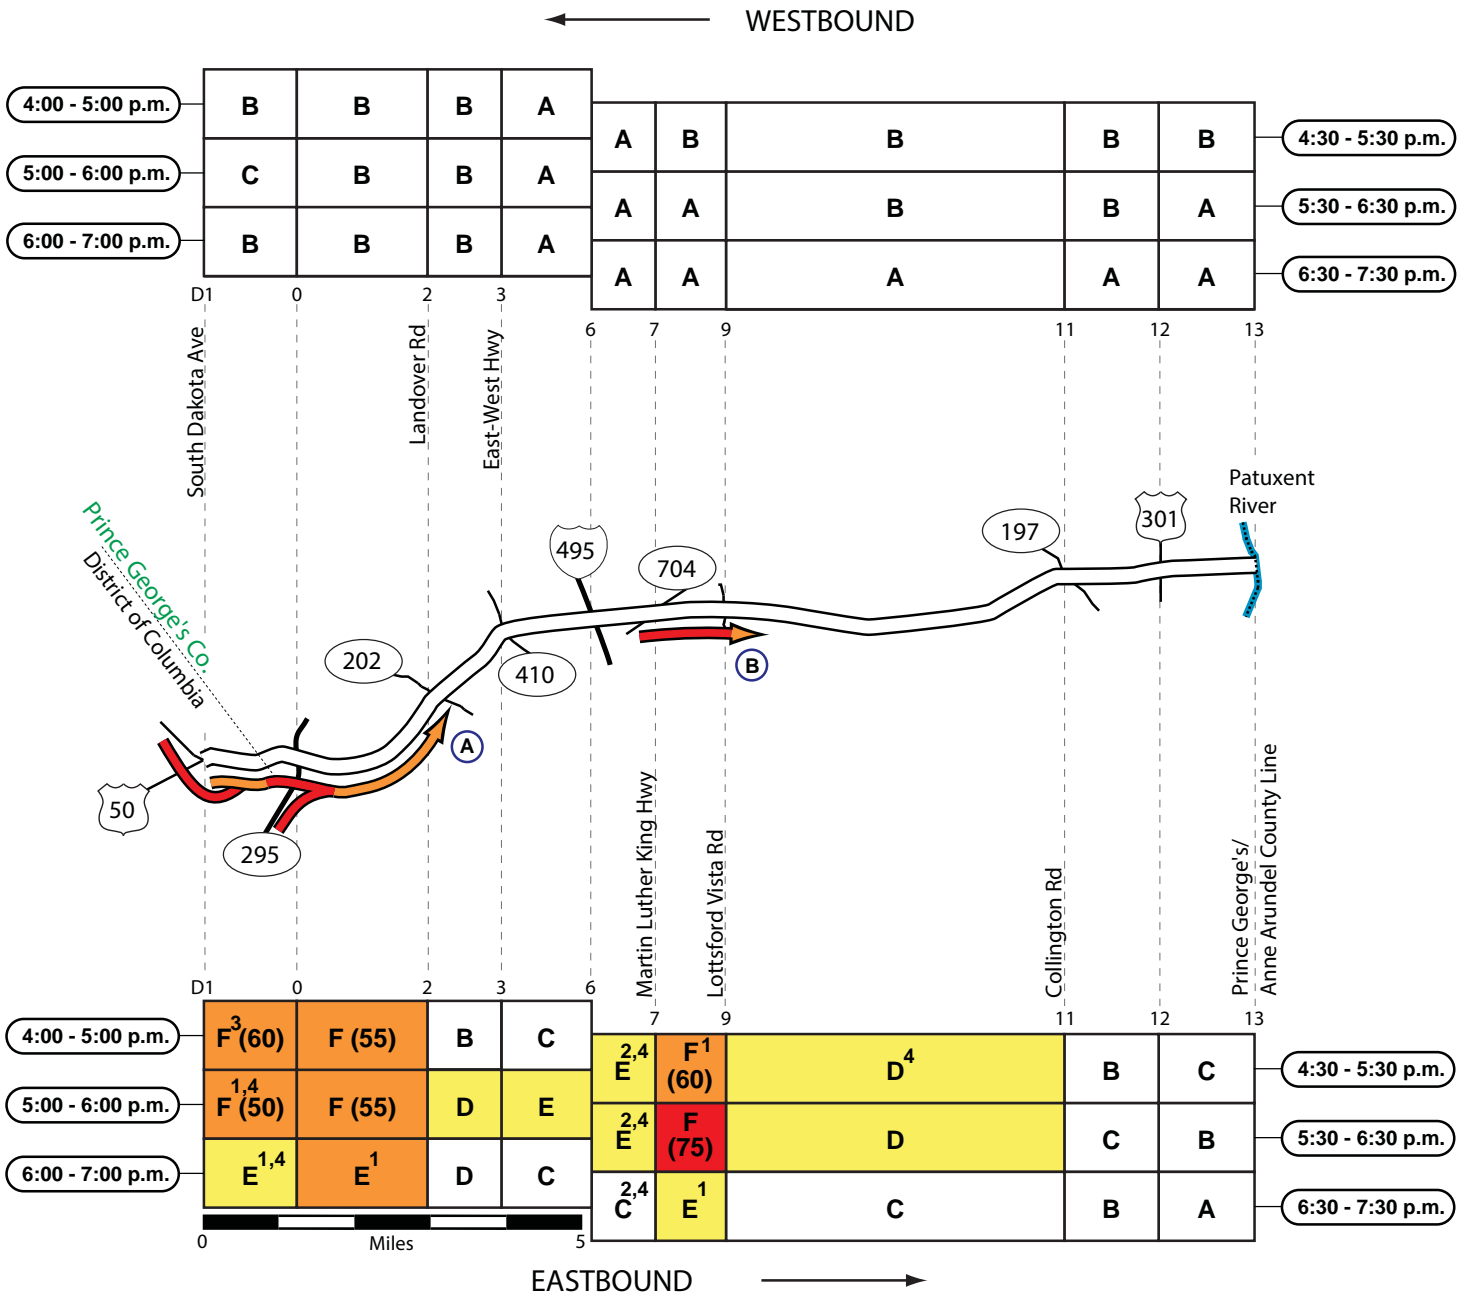 WESTBOUND
4:00 - 5:00 p.m. B B B A
A B B B B 4:30 - 5:30 p.m.
5:00 - 6:00 p.m. C B B A
A A B B A 5:30 - 6:30 p.m.
6:00 - 7:00 p.m. B B B A
A A A A A 6:30 - 7:30 p.m.
D1 0 2 3
6 7 9 11 12 13
South Dakota Ave
Landover Rd
East-West Hwy
Patuxent
River
Prince George's Co.
District of Columbia
495
704
197
301
202
410
B
A
50
295
Martin Luther King Hwy
Lottsford Vista Rd
Collington Rd
Prince George's/
Anne Arundel County Line
D1 0 2 3 6
7 9 11 12 13
4:00 - 5:00 p.m. F3(60) F (55) B C
E2,4 F1 (60) D4 B C 4:30 - 5:30 p.m.
5:00 - 6:00 p.m. F1,4(50) F (55) D E
E2,4 F (75) D C B 5:30 - 6:30 p.m.
6:00 - 7:00 p.m. E1,4 E1 D C
C2,4 E1 C B A 6:30 - 7:30 p.m.
0 Miles 5
EASTBOUND